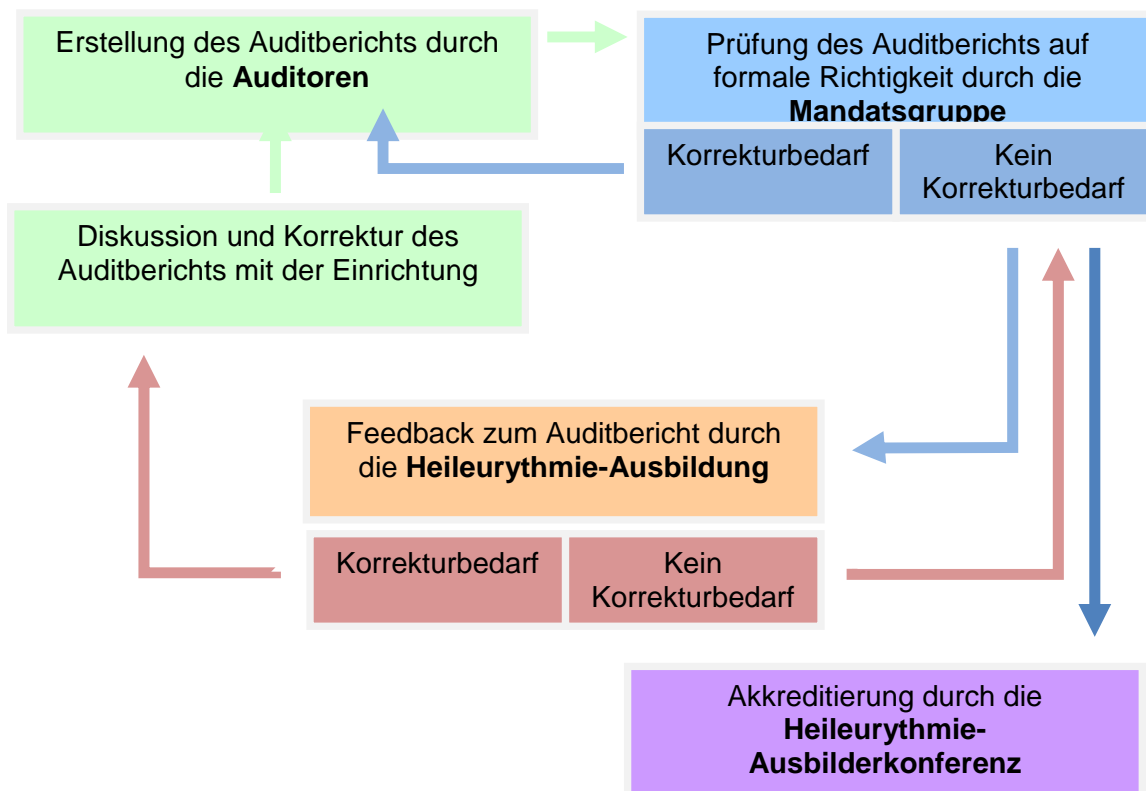 Erstellung des Auditberichts durch
die Auditoren
Prüfung des Auditberichts auf
formale Richtigkeit durch die
Mandatsgruppe
Korrekturbedarf
Kein
Korrekturbedarf
Diskussion und Korrektur des
Auditberichts mit der Einrichtung
Feedback zum Auditbericht durch
die Heileurythmie-Ausbildung
Korrekturbedarf
Kein
Korrekturbedarf
Akkreditierung durch die
Heileurythmie-
Ausbilderkonferenz